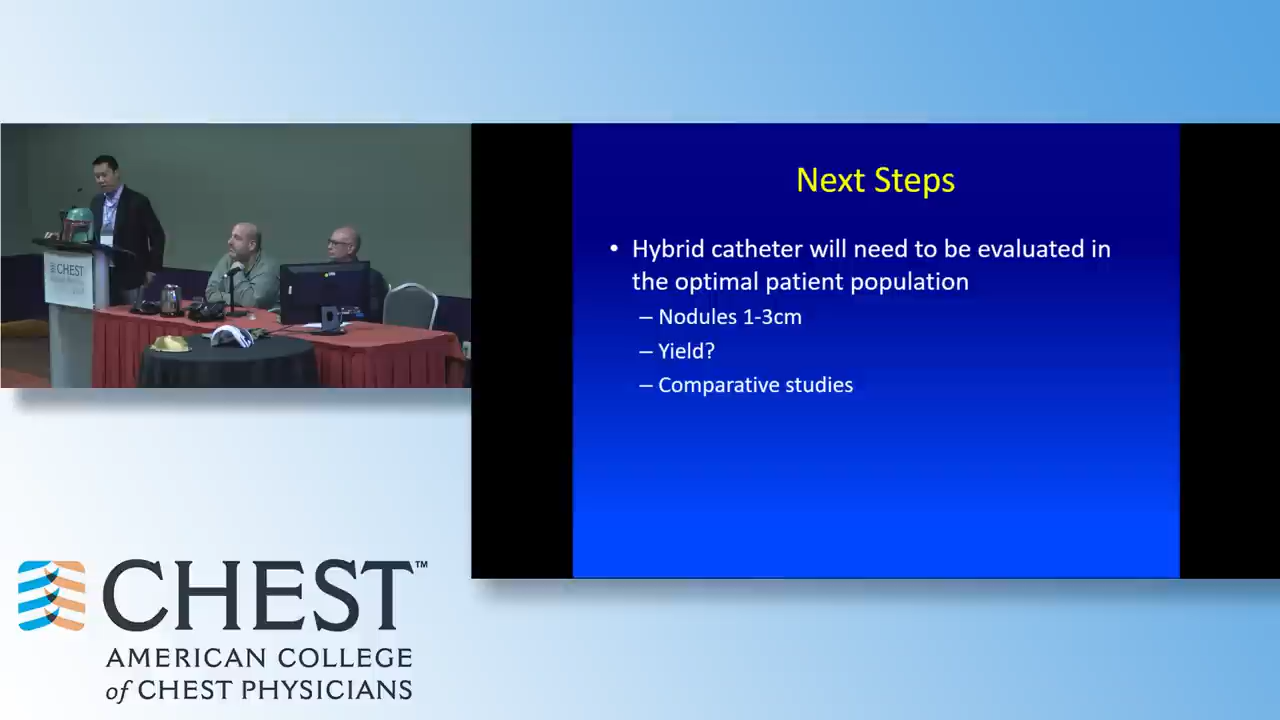 CHEST
Next Steps
• Hybrid catheter will need to be evaluated in
the optimal patient population
– Nodules 1-3cm
– Yield?
– Comparative studies
CHEST™
AMERICAN COLLEGE
of CHEST PHYSICIANS